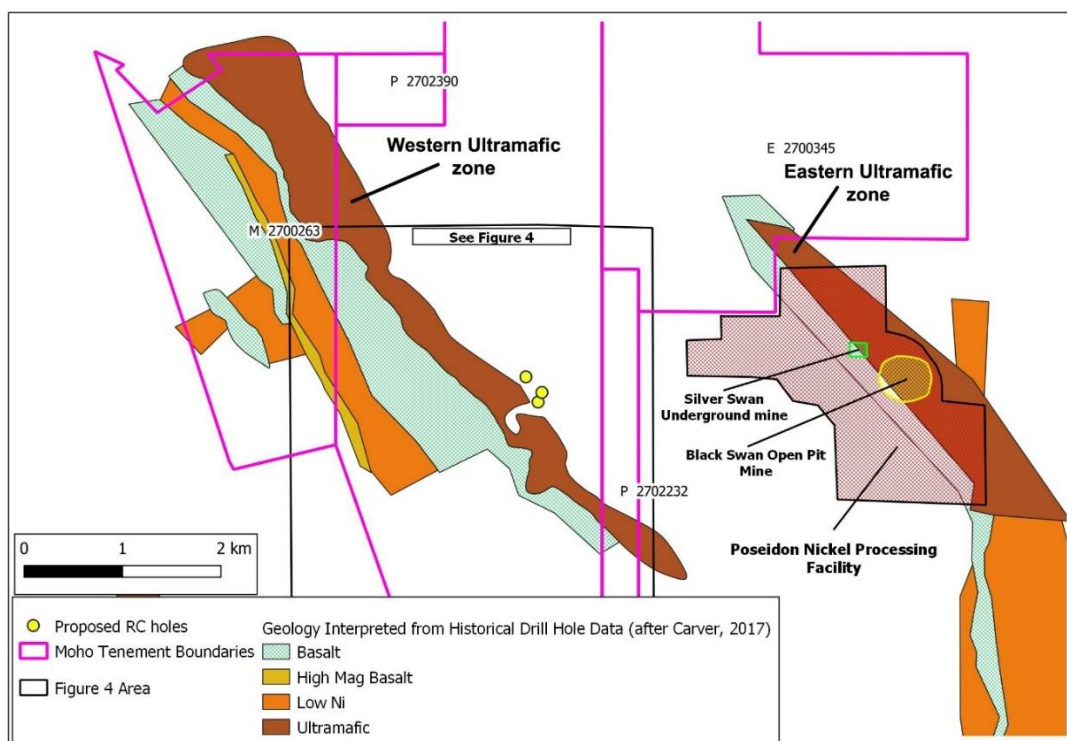 P 2702390
Western Ultramafic
zone
E 2700345
Eastern Ultramafic
zone
M 2700263
See Figure 4
Silver Swan
Underground mine
Black Swan Open Pit
Mine
P 2702232
Poseidon Nickel Processing
Facility
0 1 2 km
Proposed RC holes
Moho Tenement Boundaries
Figure 4 Area
Geology Interpreted from Historical Drill Hole Data (after Carver, 2017)
Basalt
High Mag Basalt
Low Ni
Ultramafic